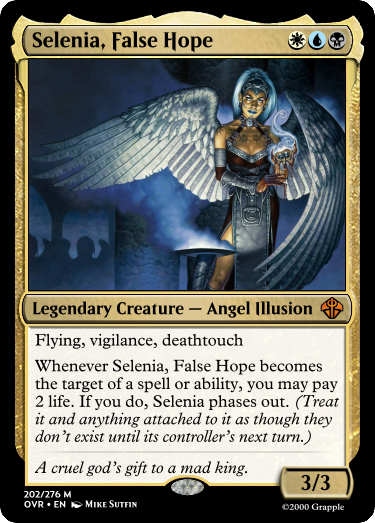 Selenia, False Hope
Legendary Creature — Angel Illusion
Flying, vigilance, deathtouch
Whenever Selenia, False Hope becomes
the target of a spell or ability, you may pay
2 life. If you do, Selenia phases out. (Treat
it and anything attached to it as though they
don't exist until its controller's next turn.)
A cruel god's gift to a mad king.
3/3
202/276 M
OVR • EN Mike Sutfin
©2000 Grapple